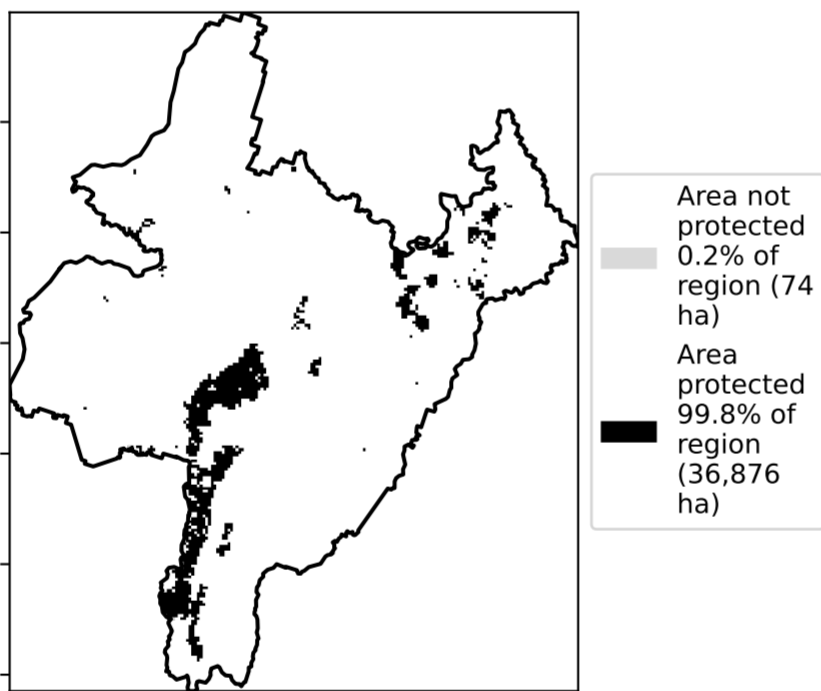 Area not
protected
0.2% of
region (74
ha)
Area
protected
99.8% of
region
(36,876
ha)